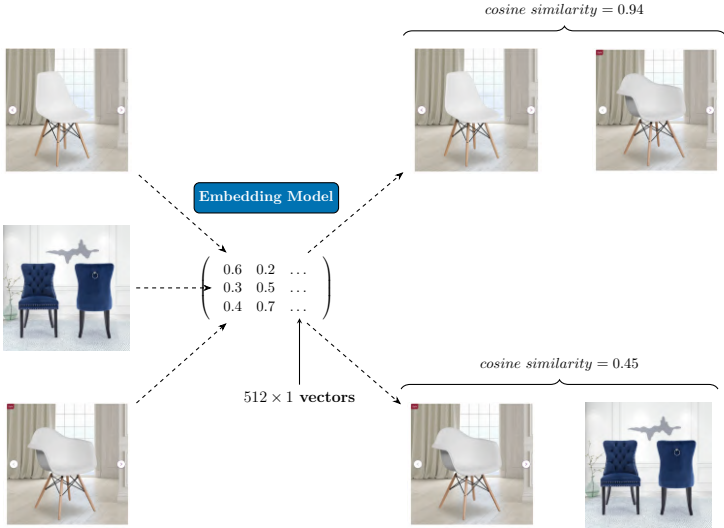 cosine similarity = 0.94
Embedding Model
0.6 0.2 ...
0.3 0.5 ...
0.4 0.7 ...
512 × 1 vectors
cosine similarity = 0.45